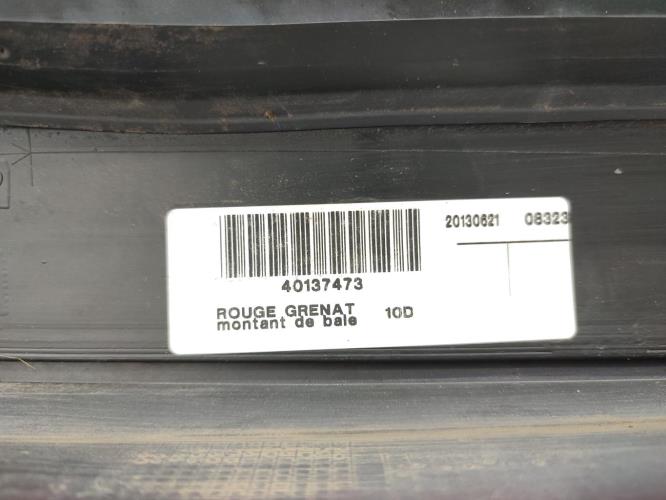 20130621 08323
40137473
ROUGE GRENAT 10D
montant de baie